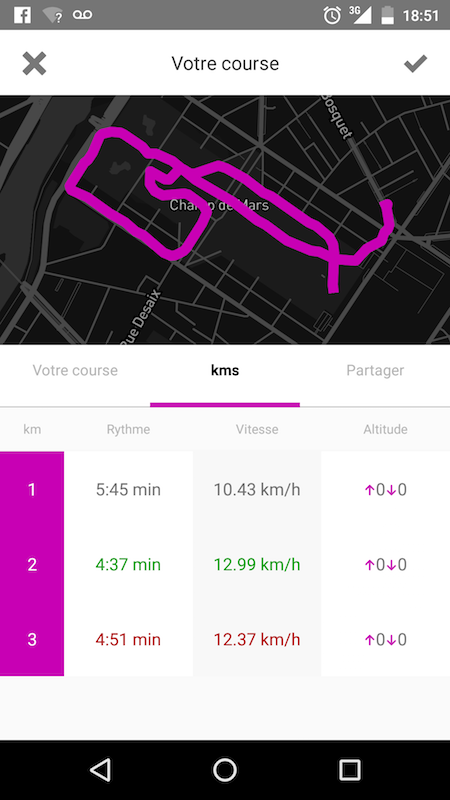 3G 18:51
Votre course
Bosquet
Champ de Mars
Rue Desaix
Votre course kms Partager
km Rythme Vitesse Altitude
1 5:45 min 10.43 km/h ↑0↓0
2 4:37 min 12.99 km/h ↑0↓0
3 4:51 min 12.37 km/h ↑0↓0